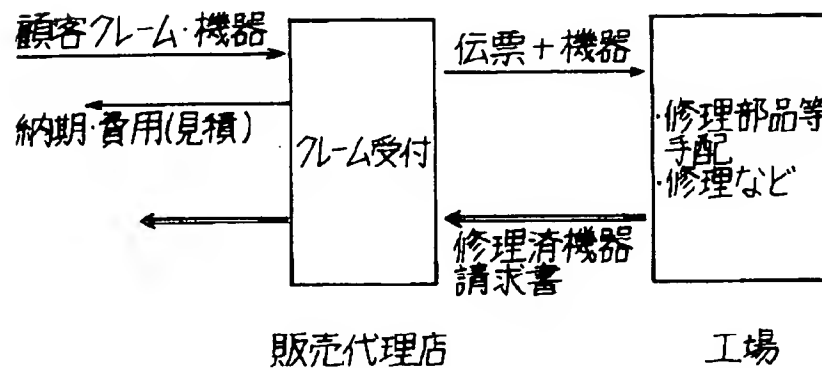 顧客クレーム・機器
納期・費用(見積)
クレーム受付
伝票+機器
修理済機器
請求書
・修理部品等
手配
・修理など
販売代理店
工場